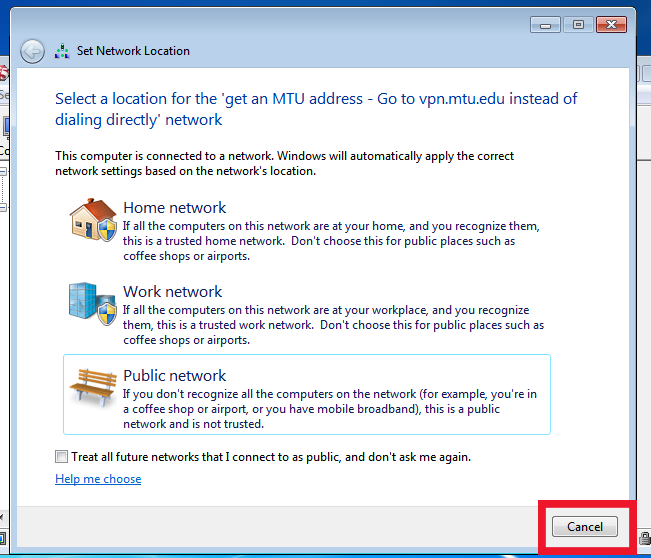 Set Network Location
Select a location for the 'get an MTU address - Go to vpn.mtu.edu instead of
dialing directly' network
This computer is connected to a network. Windows will automatically apply the correct
network settings based on the network's location.
Home network
If all the computers on this network are at your home, and you recognize them,
this is a trusted home network.  Don't choose this for public places such as
coffee shops or airports.
Work network
If all the computers on this network are at your workplace, and you recognize
them, this is a trusted work network.  Don't choose this for public places such as
coffee shops or airports.
Public network
If you don't recognize all the computers on the network (for example, you're in
a coffee shop or airport, or you have mobile broadband), this is a public
network and is not trusted.
Treat all future networks that I connect to as public, and don't ask me again.
Help me choose
Cancel